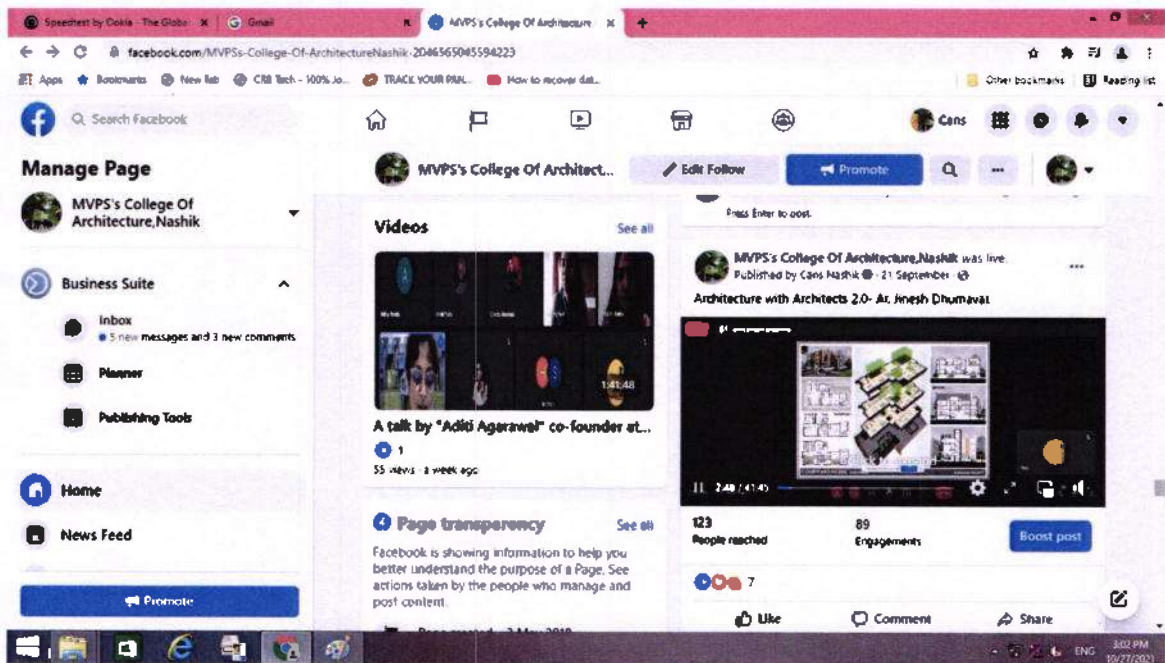 Speedtest by Ookla - The Globa
Gmail
MVPS's College of Architecture
facebook.com/MVPSs-College-Of-ArchitectureNashik-2046565045594223
Apps
Bookmarks
New Tab
CRB Tech - 100% Jo...
TRACK YOUR PAN...
How to recover dat...
Other bookmarks
Reading list
Search Facebook
Cans
Manage Page
MVPS's College Of
Architecture,Nashik
MVPS's College Of Architect...
Edit Follow
Promote
Business Suite
Inbox
5 new messages and 3 new comments
Planner
Publishing Tools
Home
News Feed
Promote
Videos
See all
1:41:48
A talk by "Aditi Agarawal" co-founder at...
1
55 views · a week ago
Page transparency
See all
Facebook is showing information to help you
better understand the purpose of a Page. See
actions taken by the people who manage and
post content.
Press Enter to post.
MVPS's College Of Architecture,Nashik was live.
Published by Cans Nashik · 21 September ·
Architecture with Architects 2.0- Ar. Jinesh Dhumavat
2:48 / 41:45
123
People reached
89
Engagements
Boost post
7
Like
Comment
Share
ENG
3:02 PM